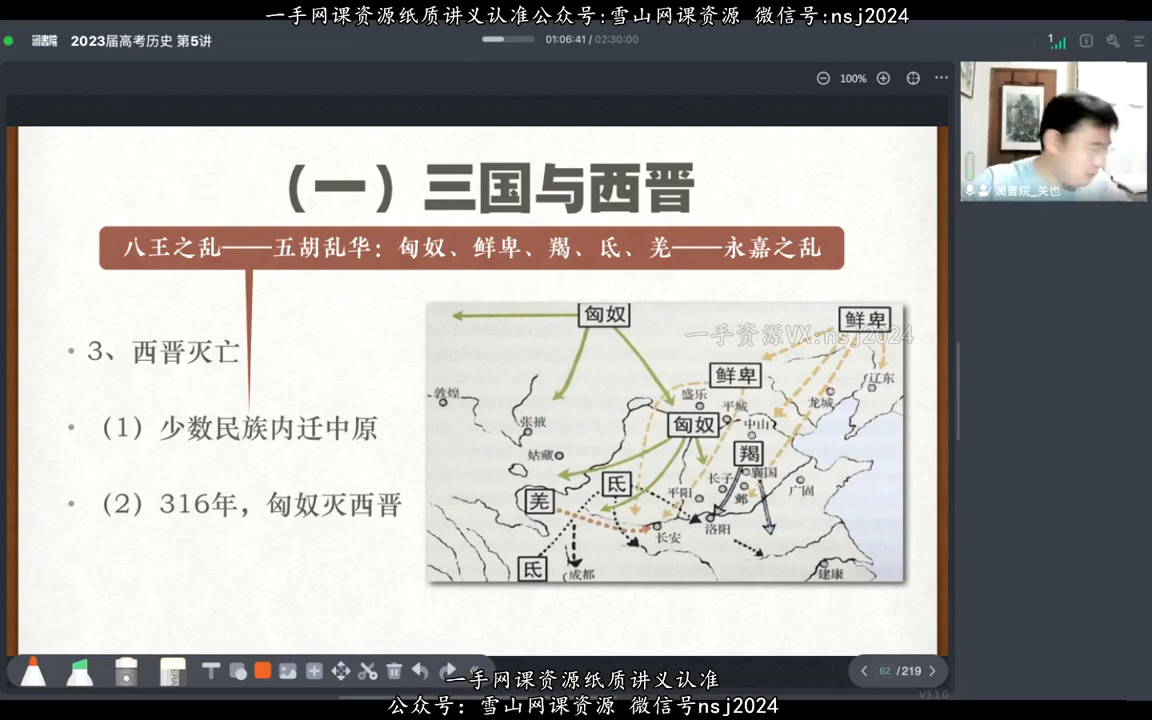 一手网课资源纸质讲义认准公众号:雪山网课资源 微信号:nsj2024
2023届高考历史 第5讲
01:06:41 / 02:30:00
1
100%
澜書院_关也
（一）三国与西晋
八王之乱——五胡乱华：匈奴、鲜卑、羯、氐、羌——永嘉之乱
• 3、西晋灭亡
• （1）少数民族内迁中原
• （2）316年，匈奴灭西晋
匈奴
鲜卑
一手资源VX:nsj2024
鲜卑
辽东
敦煌
盛乐
平城
龙城
张掖
匈奴
中山
姑藏
羯
襄国
氐
长子
羌
平阳
邺
广固
洛阳
长安
氐
成都
建康
62 / 219
V3.1.0
一手网课资源纸质讲义认准
公众号：雪山网课资源 微信号nsj2024